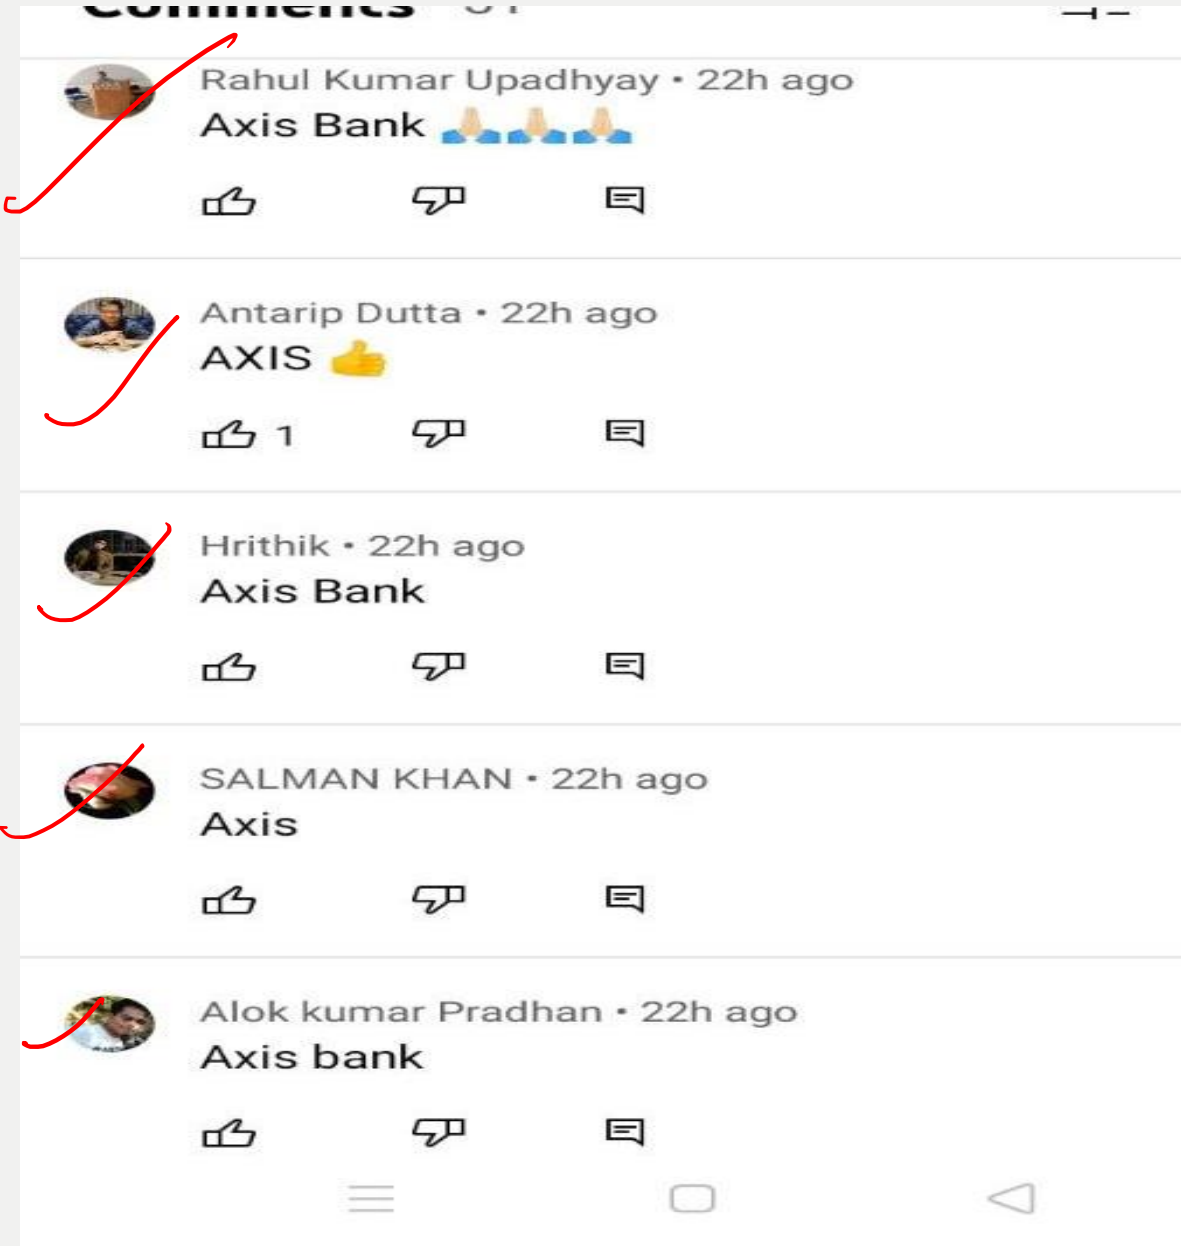 Comments
Rahul Kumar Upadhyay • 22h ago
Axis Bank 🙏🏼🙏🏼🙏🏼
Antarip Dutta • 22h ago
AXIS 👍
1
Hrithik • 22h ago
Axis Bank
SALMAN KHAN • 22h ago
Axis
Alok kumar Pradhan • 22h ago
Axis bank